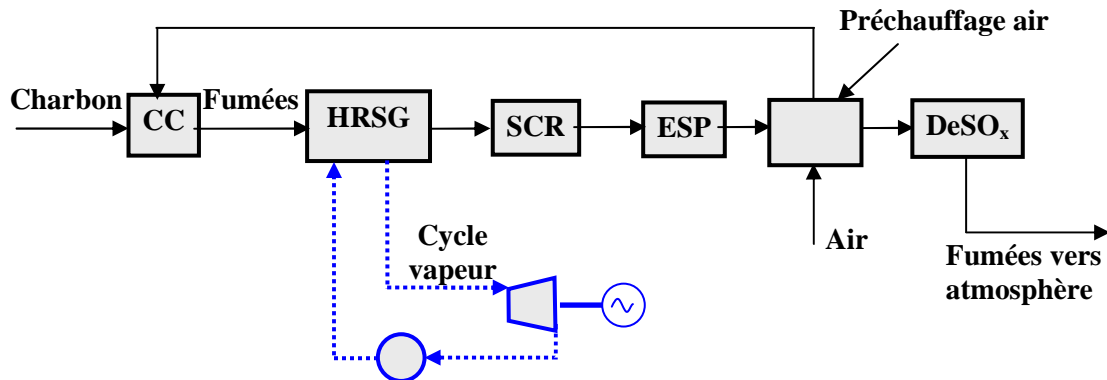 Préchauffage air
Charbon
CC
Fumées
HRSG
SCR
ESP
DeSOₓ
Cycle
vapeur
Air
Fumées vers
atmosphère